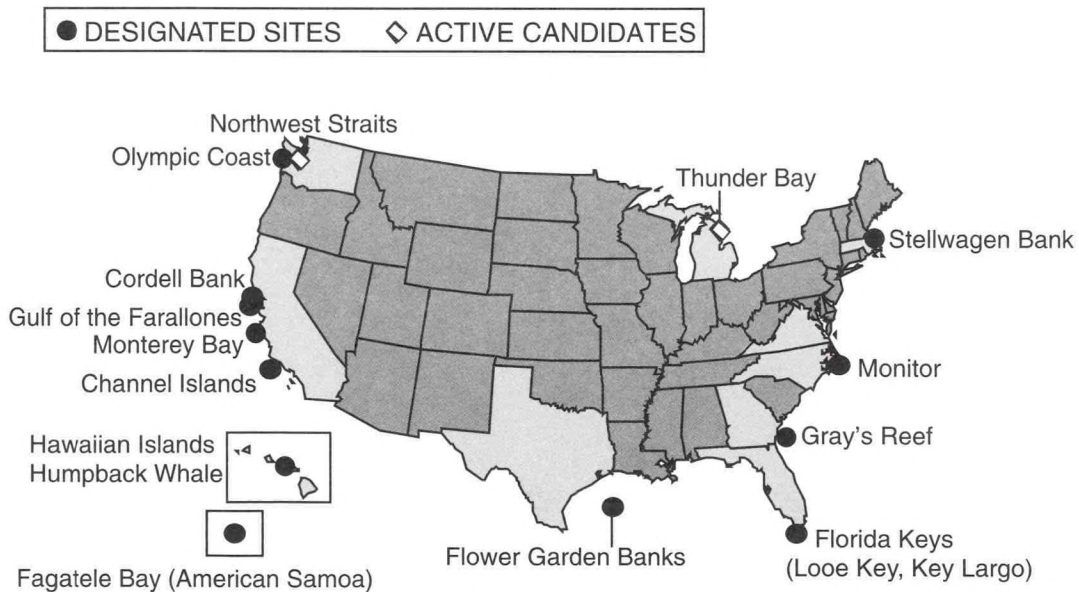 DESIGNATED SITES ACTIVE CANDIDATES
Northwest Straits
Olympic Coast
Thunder Bay
Stellwagen Bank
Cordell Bank
Gulf of the Farallones
Monterey Bay
Channel Islands
Monitor
Gray's Reef
Hawaiian Islands
Humpback Whale
Flower Garden Banks
Florida Keys
(Looe Key, Key Largo)
Fagatele Bay (American Samoa)